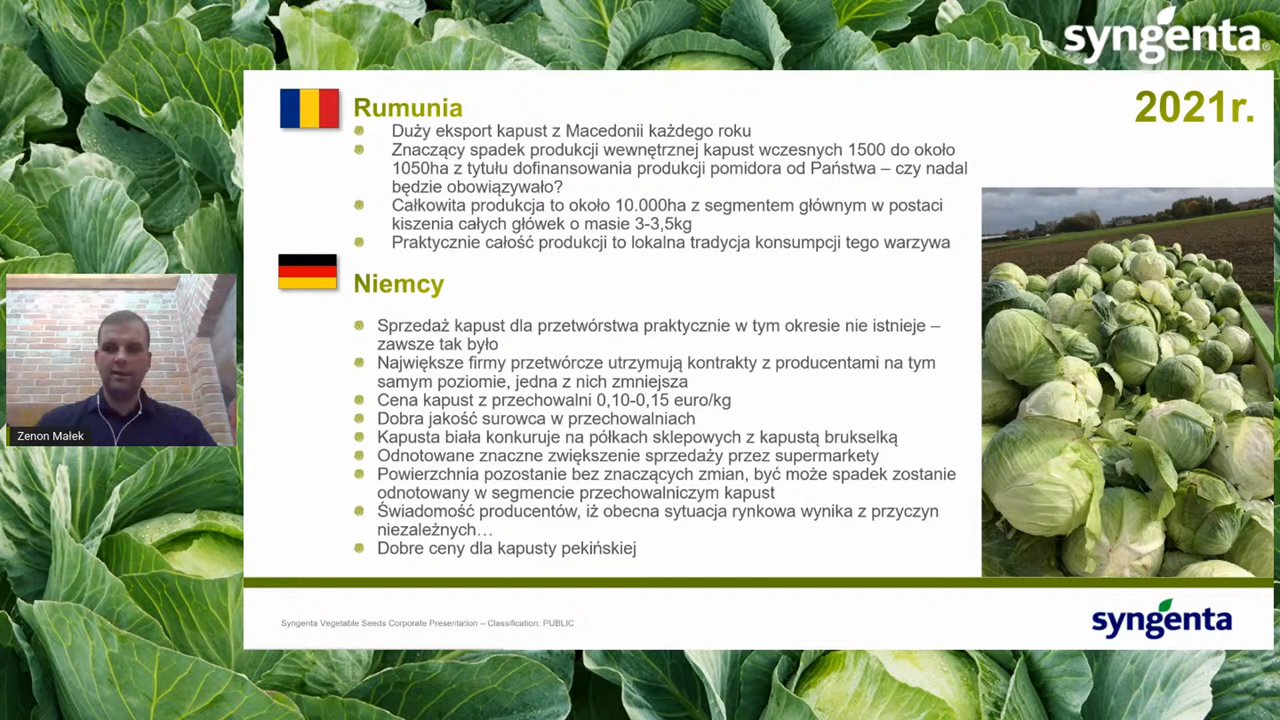 syngenta®
2021r.
Rumunia
Duży eksport kapust z Macedonii każdego roku
Znaczący spadek produkcji wewnętrznej kapust wczesnych 1500 do około
1050ha z tytułu dofinansowania produkcji pomidora od Państwa – czy nadal
będzie obowiązywało?
Całkowita produkcja to około 10.000ha z segmentem głównym w postaci
kiszenia całych główek o masie 3-3,5kg
Praktycznie całość produkcji to lokalna tradycja konsumpcji tego warzywa
Niemcy
Sprzedaż kapust dla przetwórstwa praktycznie w tym okresie nie istnieje –
zawsze tak było
Największe firmy przetwórcze utrzymują kontrakty z producentami na tym
samym poziomie, jedna z nich zmniejsza
Cena kapust z przechowalni 0,10-0,15 euro/kg
Dobra jakość surowca w przechowalniach
Kapusta biała konkuruje na półkach sklepowych z kapustą brukselką
Odnotowane znaczne zwiększenie sprzedaży przez supermarkety
Powierzchnia pozostanie bez znaczących zmian, być może spadek zostanie
odnotowany w segmencie przechowalniczym kapust
Świadomość producentów, iż obecna sytuacja rynkowa wynika z przyczyn
niezależnych…
Dobre ceny dla kapusty pekińskiej
Zenon Małek
Syngenta Vegetable Seeds Corporate Presentation – Classification: PUBLIC
syngenta